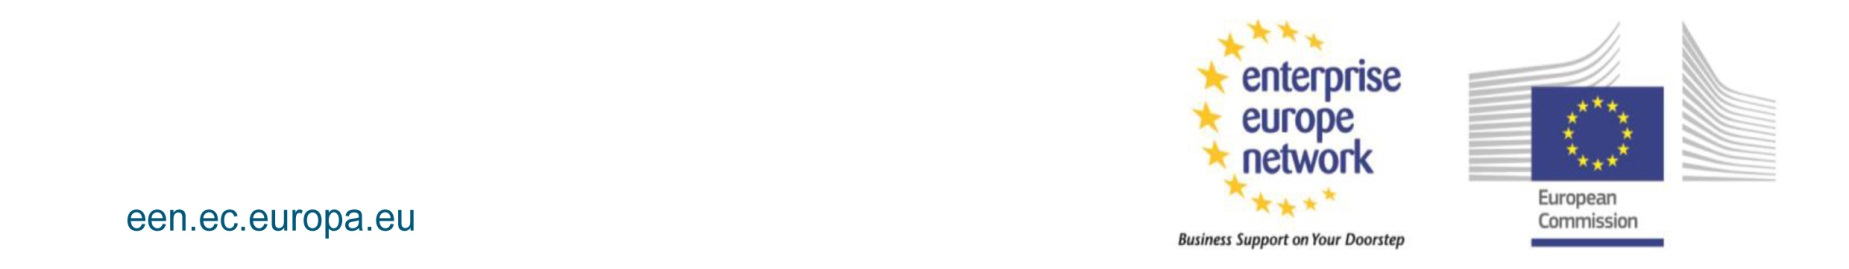 enterprise
europe
network
Business Support on Your Doorstep
European
Commission
een.ec.europa.eu